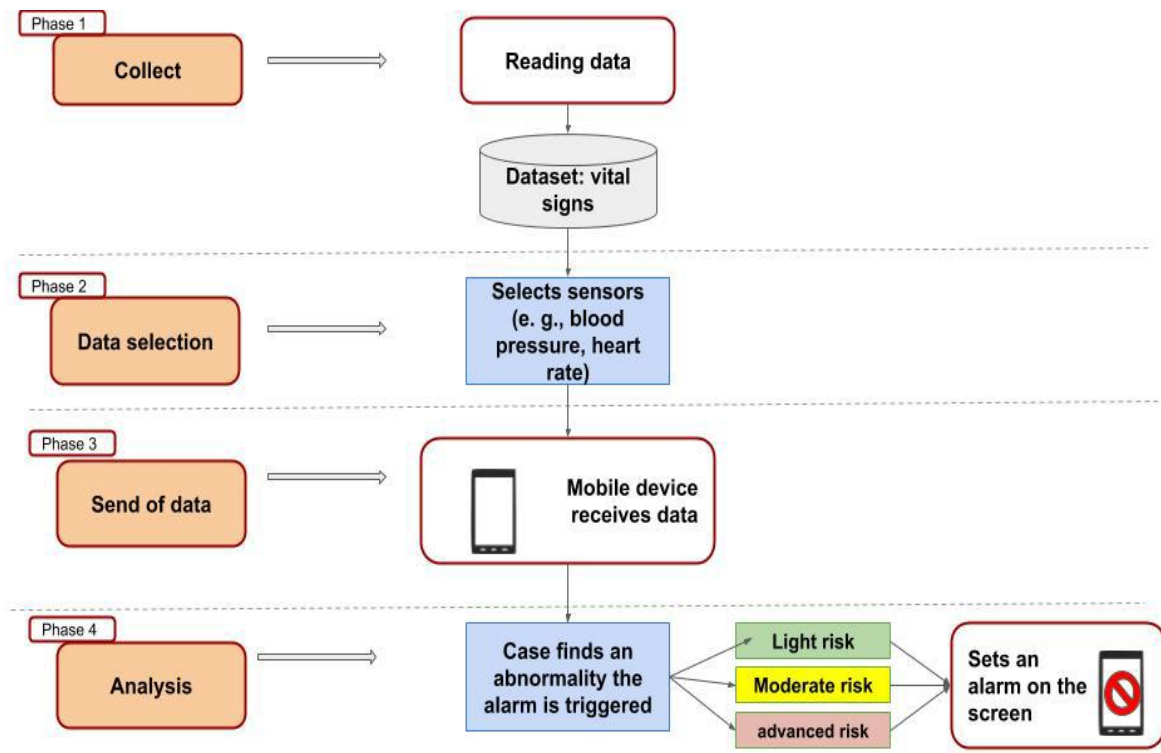 Phase 1
Collect
Reading data
Dataset: vital
signs
Phase 2
Data selection
Selects sensors
(e. g., blood
pressure, heart
rate)
Phase 3
Send of data
Mobile device
receives data
Phase 4
Analysis
Case finds an
abnormality the
alarm is triggered
Light risk
Moderate risk
advanced risk
Sets an
alarm on the
screen